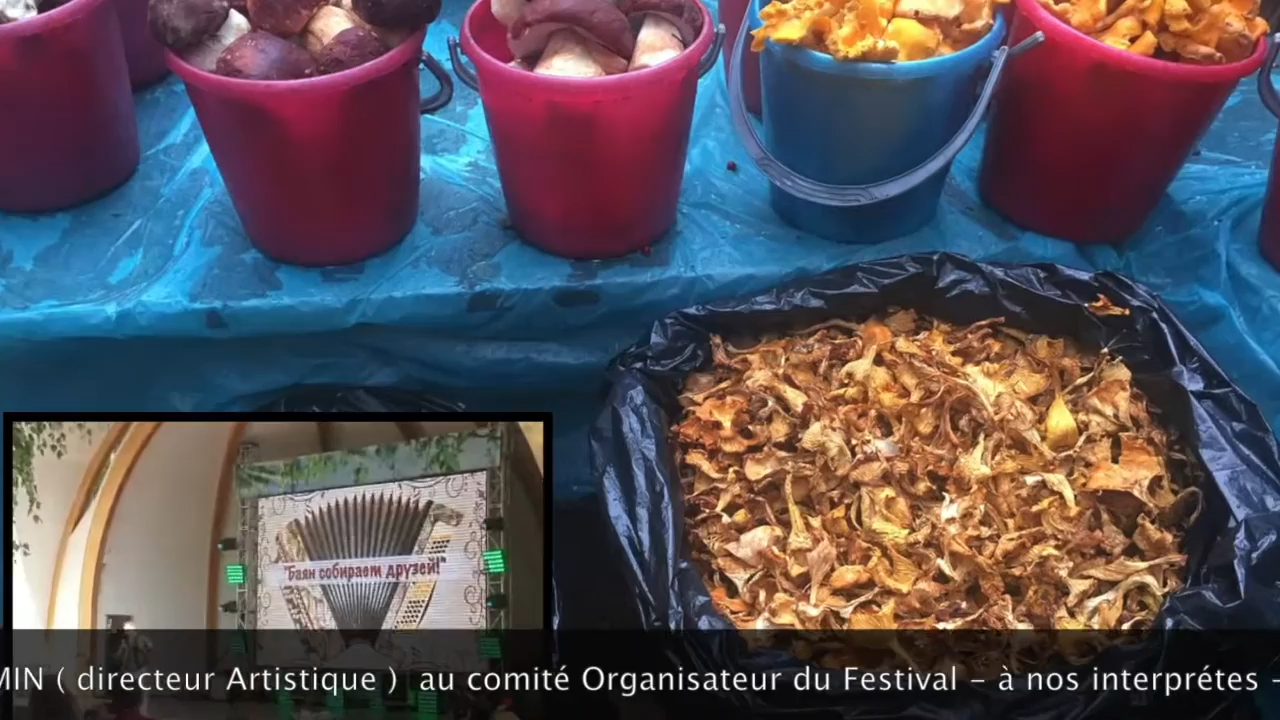 "Баян собирает друзей!"
MIN ( directeur Artistique ) au comité Organisateur du Festival – à nos interprétes –